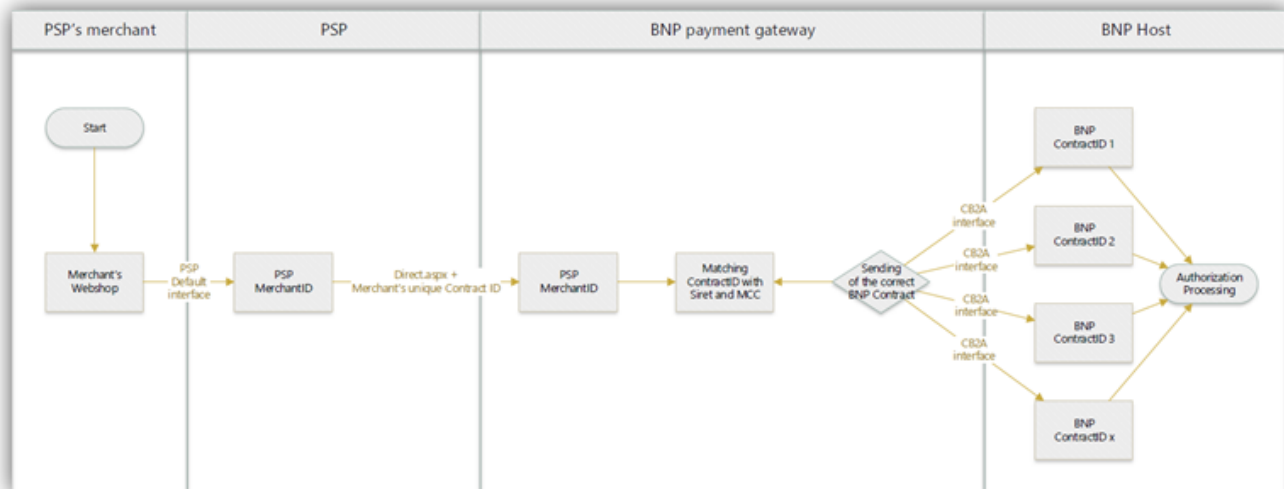 PSP's merchant
PSP
BNP payment gateway
BNP Host
Start
Merchant's
Webshop
PSP
Default
interface
PSP
MerchantID
Direct.aspx +
Merchant's unique Contract ID
PSP
MerchantID
Matching
ContractID with
Siret and MCC
Sending
of the correct
BNP Contract
CB2A
interface
CB2A
interface
CB2A
interface
CB2A
interface
BNP
ContractID 1
BNP
ContractID 2
BNP
ContractID 3
BNP
ContractID x
Authorization
Processing